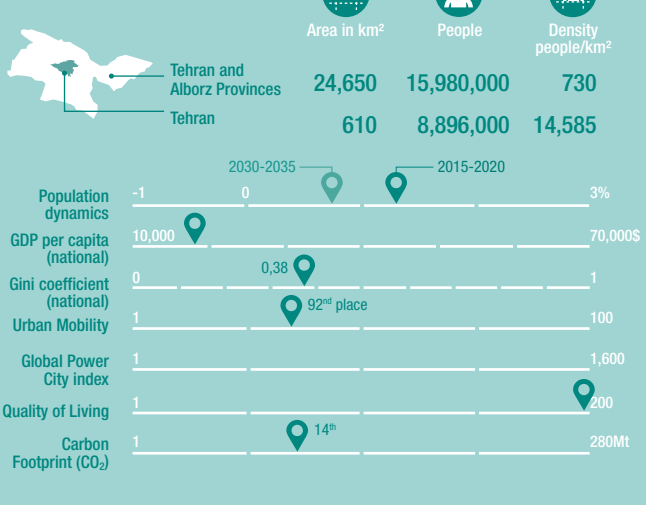 Area in km²
People
Density
people/km²
Tehran and
Alborz Provinces
24,650
15,980,000
730
Tehran
610
8,896,000
14,585
2030-2035
2015-2020
Population
dynamics
-1
0
3%
GDP per capita
(national)
10,000
70,000$
Gini coefficient
(national)
0
0,38
1
Urban Mobility
1
92nd place
100
Global Power
City index
1
1,600
Quality of Living
1
200
Carbon
Footprint (CO₂)
1
14th
280Mt